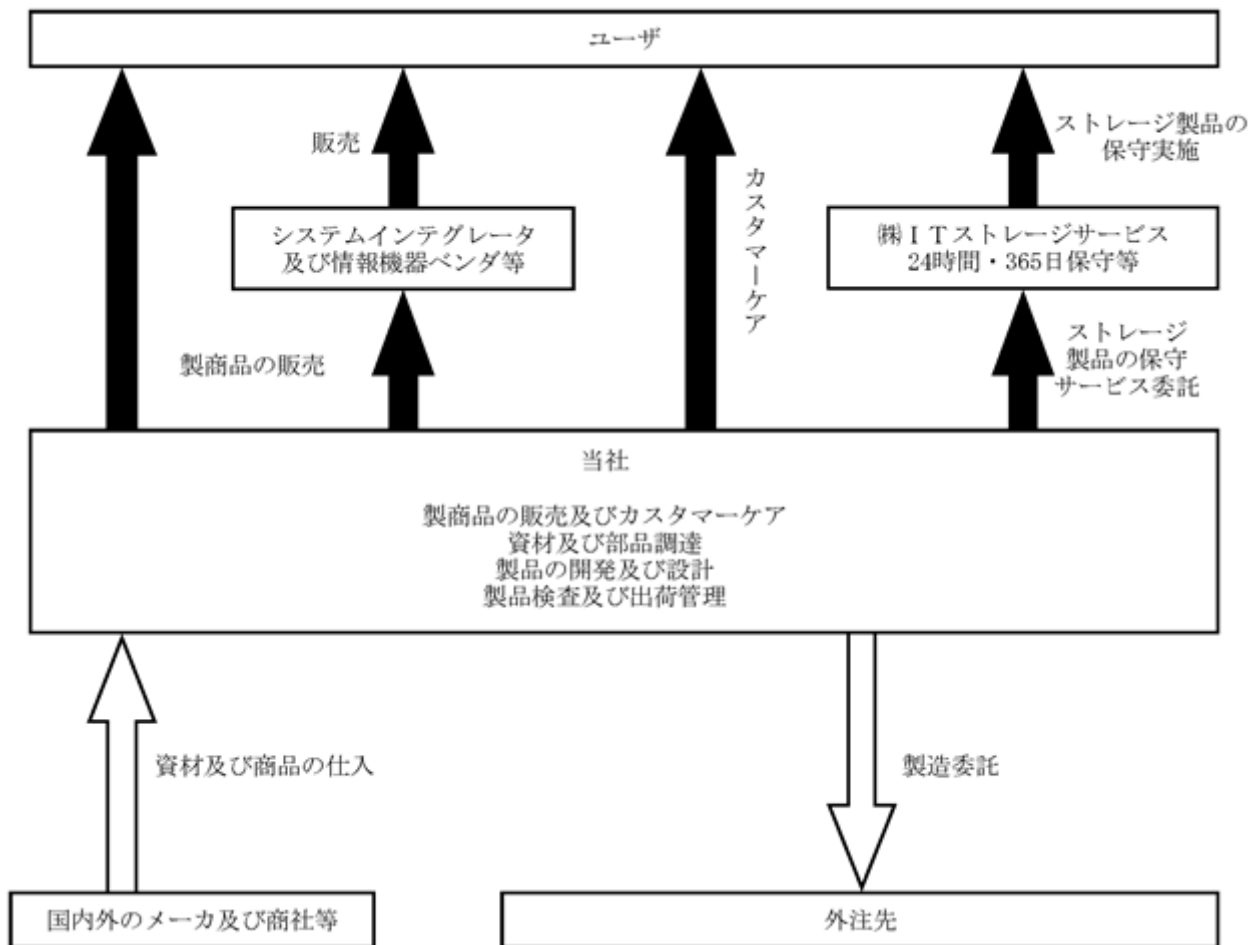 ユーザ
販売
ストレージ製品の
保守実施
カスタマーケア
システムインテグレータ
及び情報機器ベンダ等
㈱ＩＴストレージサービス
24時間・365日保守等
製商品の販売
ストレージ
製品の保守
サービス委託
当社
製商品の販売及びカスタマーケア
資材及び部品調達
製品の開発及び設計
製品検査及び出荷管理
資材及び商品の仕入
製造委託
国内外のメーカ及び商社等
外注先